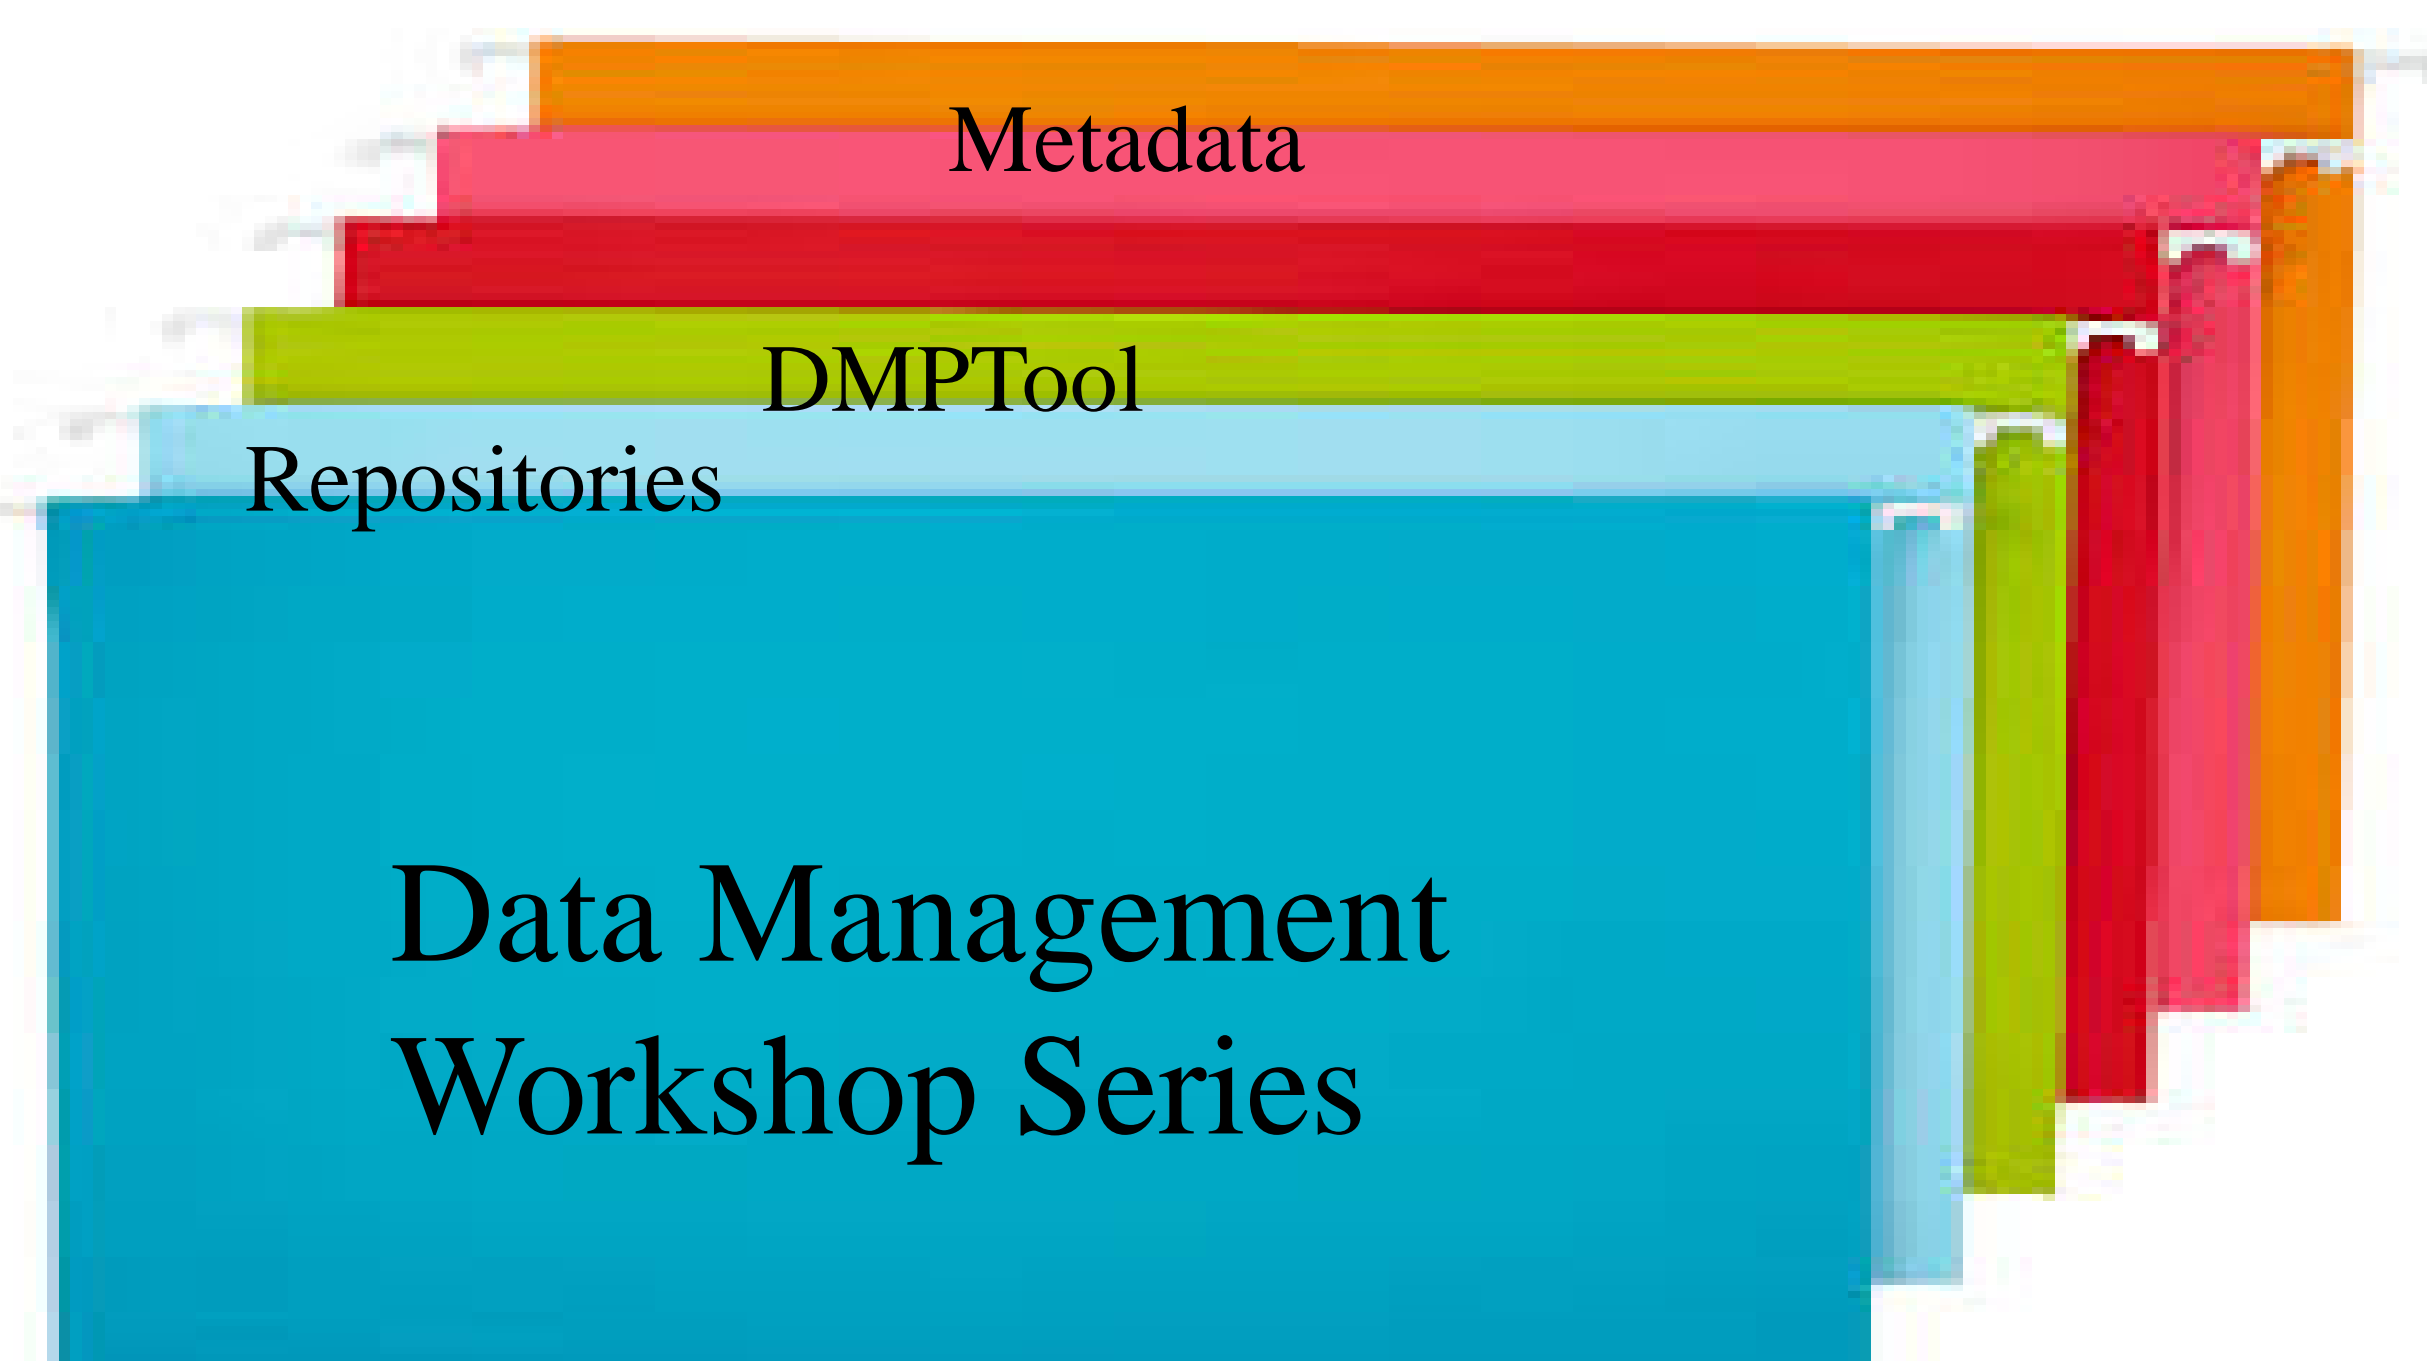 Metadata
DMPTool
Repositories
Data Management
Workshop Series